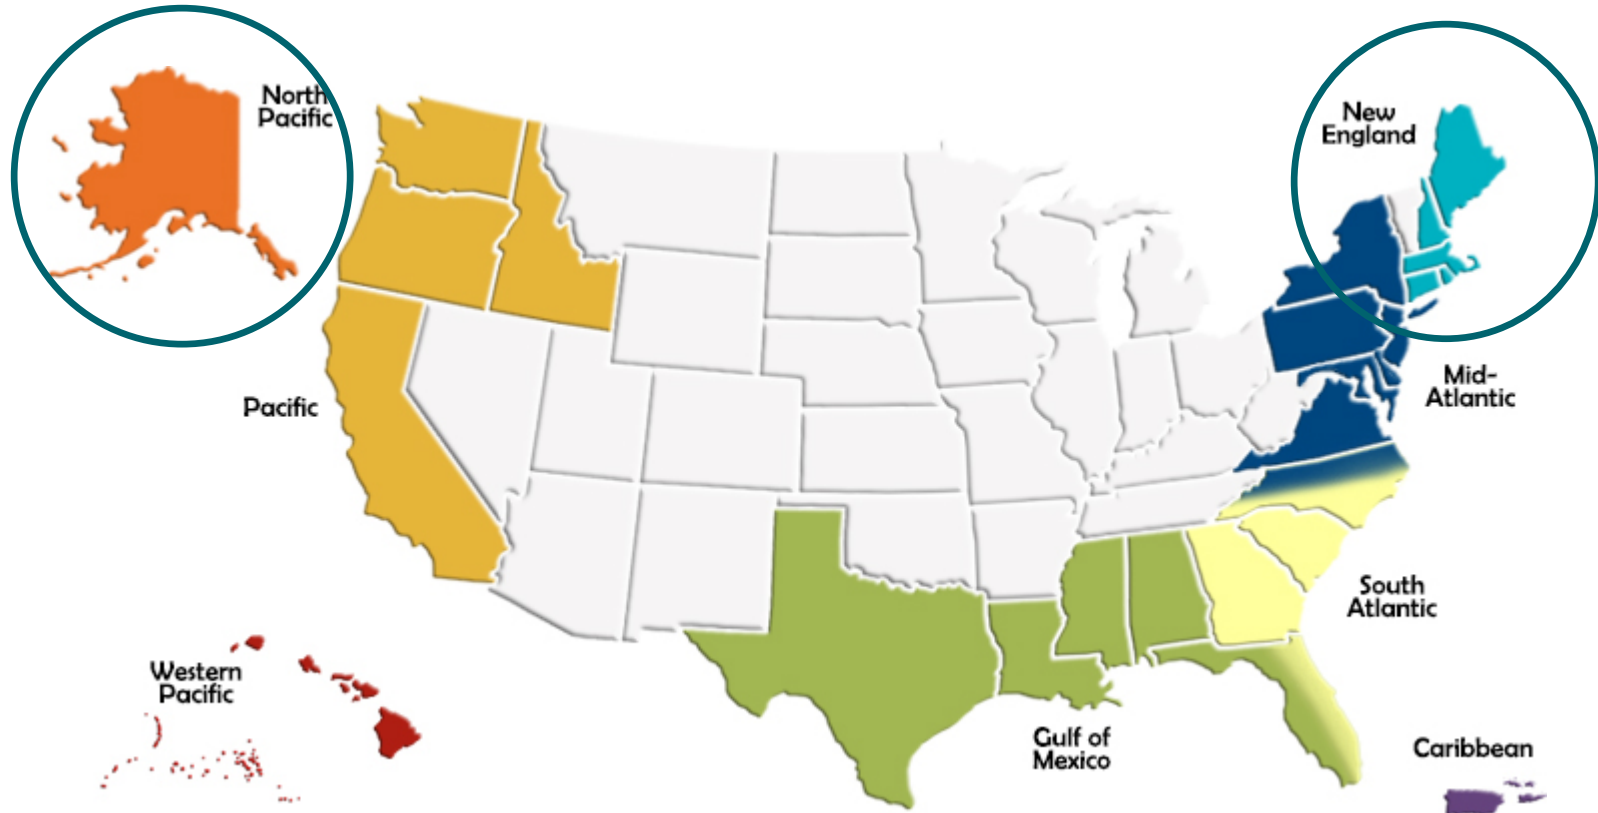 North
Pacific
New
England
Pacific
Mid-
Atlantic
South
Atlantic
Western
Pacific
Gulf of
Mexico
Caribbean